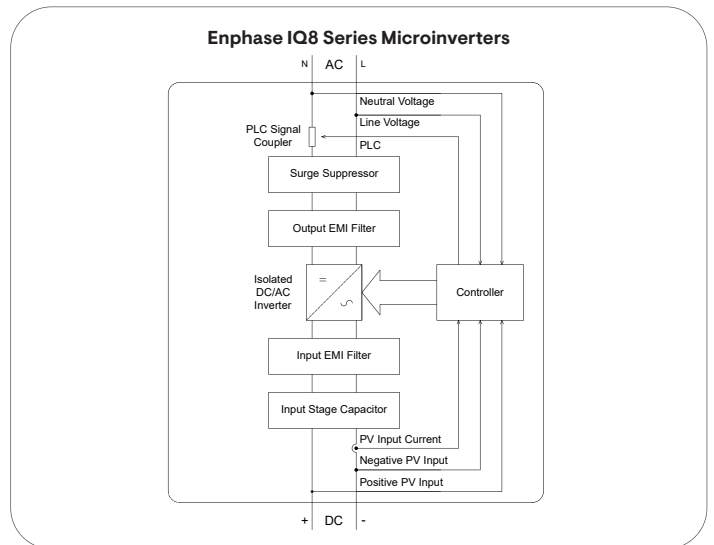 Enphase IQ8 Series Microinverters
N AC L
Neutral Voltage
Line Voltage
PLC Signal
Coupler
PLC
Surge Suppressor
Output EMI Filter
Isolated
DC/AC
Inverter
Controller
Input EMI Filter
Input Stage Capacitor
PV Input Current
Negative PV Input
Positive PV Input
+ DC -